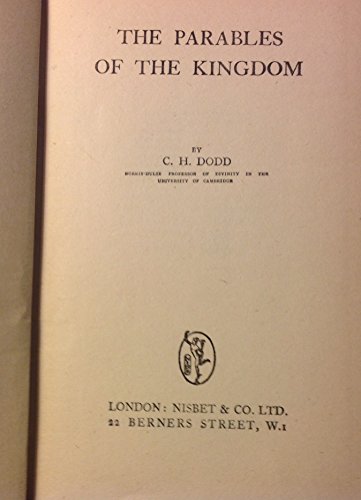 THE PARABLES
OF THE KINGDOM
BY
C. H. DODD
NORRIS-HULSE PROFESSOR OF DIVINITY IN THE
UNIVERSITY OF CAMBRIDGE
LONDON: NISBET & CO. LTD.
22 BERNERS STREET, W.1